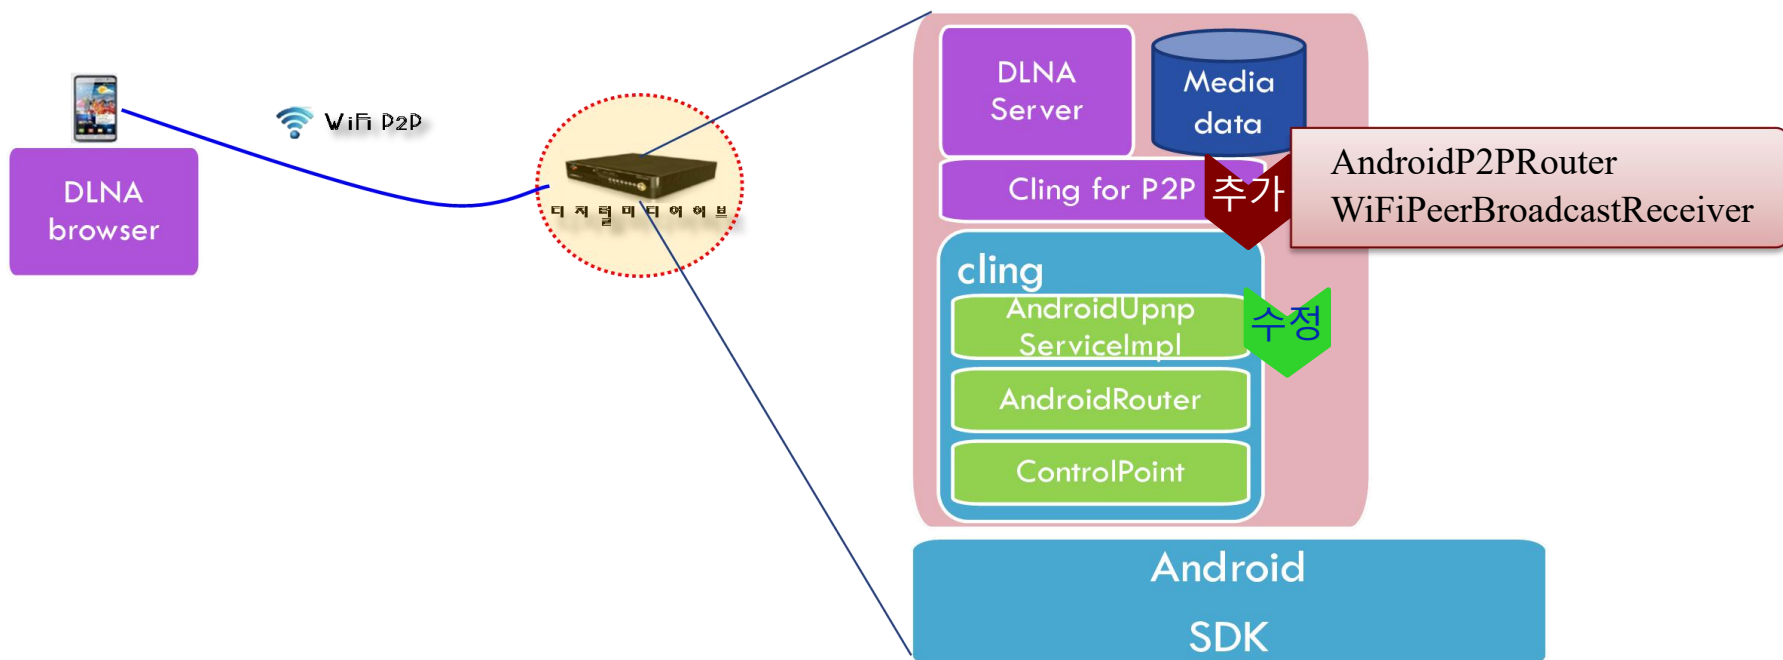 DLNA
browser
WiFi P2P
디지털미디어허브
DLNA
Server
Media
data
Cling for P2P
추가
AndroidP2PRouter
WiFiPeerBroadcastReceiver
cling
AndroidUpnp
ServiceImpl
수정
AndroidRouter
ControlPoint
Android
SDK